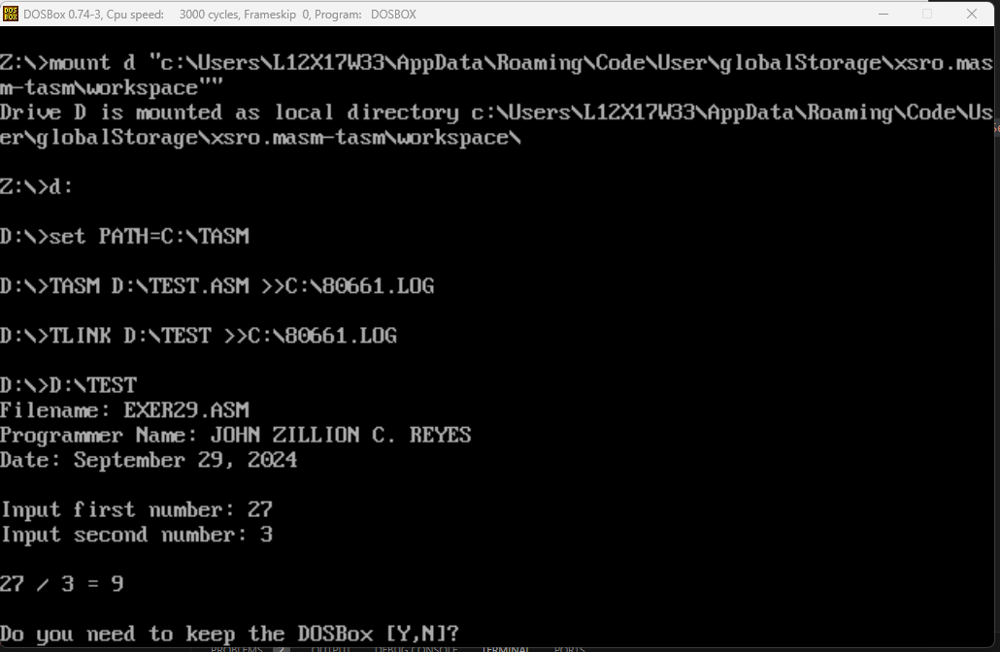 DOSBox 0.74-3, Cpu speed: 3000 cycles, Frameskip 0, Program: DOSBOX
Z:\>mount d "c:\Users\L12X17W33\AppData\Roaming\Code\User\globalStorage\xsro.mas
m-tasm\workspace""
Drive D is mounted as local directory c:\Users\L12X17W33\AppData\Roaming\Code\Us
er\globalStorage\xsro.masm-tasm\workspace\
Z:\>d:
D:\>set PATH=C:\TASM
D:\>TASM D:\TEST.ASM >>C:\80661.LOG
D:\>TLINK D:\TEST >>C:\80661.LOG
D:\>D:\TEST
Filename: EXER29.ASM
Programmer Name: JOHN ZILLION C. REYES
Date: September 29, 2024
Input first number: 27
Input second number: 3
27 / 3 = 9
Do you need to keep the DOSBox [Y,N]?
PROBLEMS 2 OUTPUT DEBUG CONSOLE TERMINAL PORTS